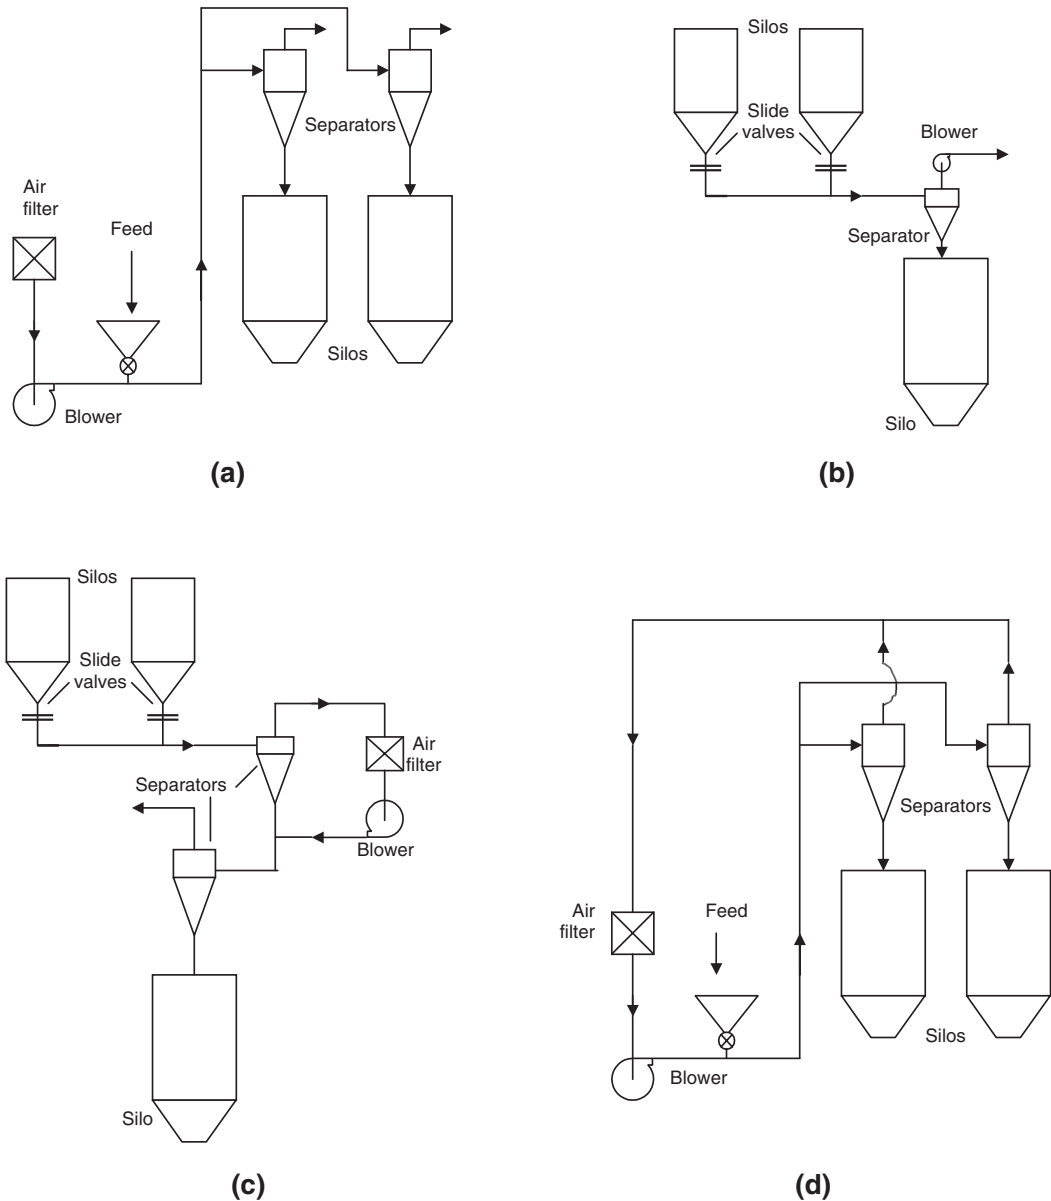 Air
filter
Feed
Blower
Separators
Silos
(a)
Silos
Slide
valves
Blower
Separator
Silo
(b)
Silos
Slide
valves
Air
filter
Separators
Blower
Silo
(c)
Separators
Air
filter
Feed
Silos
Blower
(d)